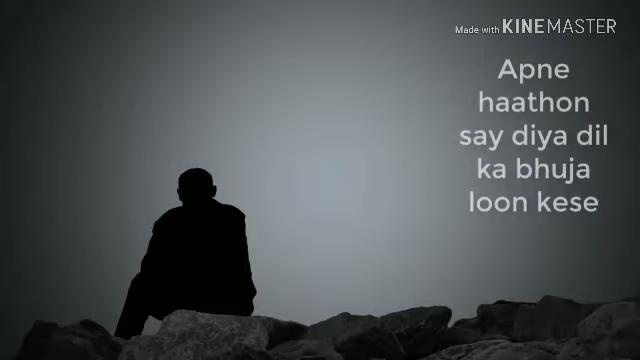 Made with KINEMASTER
Apne
haathon
say diya dil
ka bhuja
loon kese